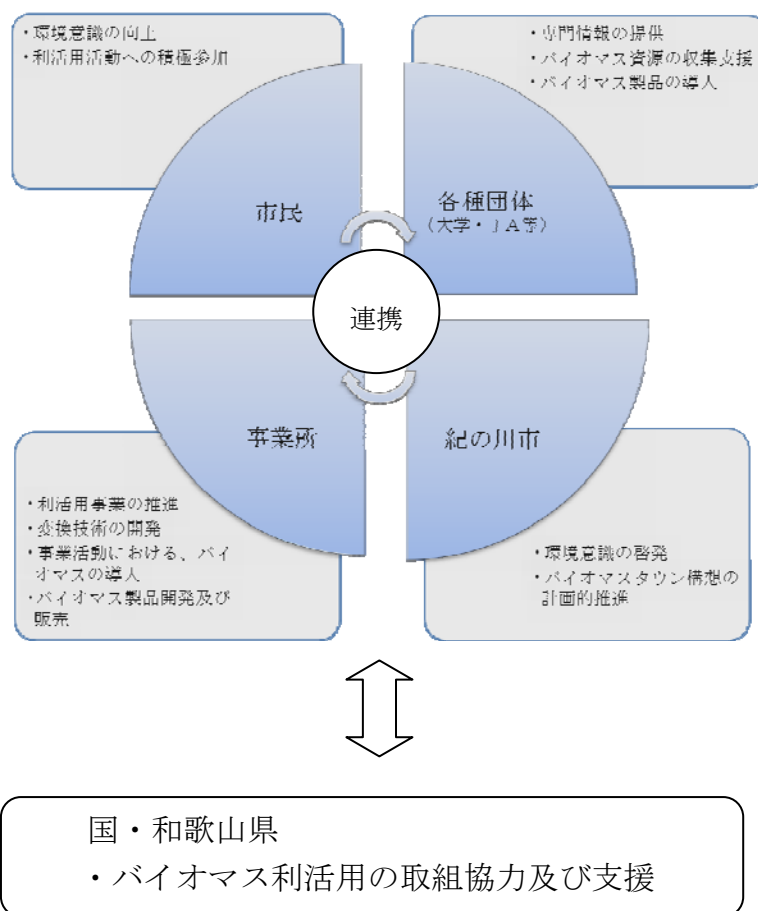 ・環境意識の向上
・利活用活動への積極参加
・専門情報の提供
・バイオマス資源の収集支援
・バイオマス製品の導入
市民
各種団体
（大学・JA等）
連携
事業所
紀の川市
・利活用事業の推進
・変換技術の開発
・事業活動における、バイ
オマスの導入
・バイオマス製品開発及び
販売
・環境意識の啓発
・バイオマスタウン構想の
計画的推進
国・和歌山県
・バイオマス利活用の取組協力及び支援